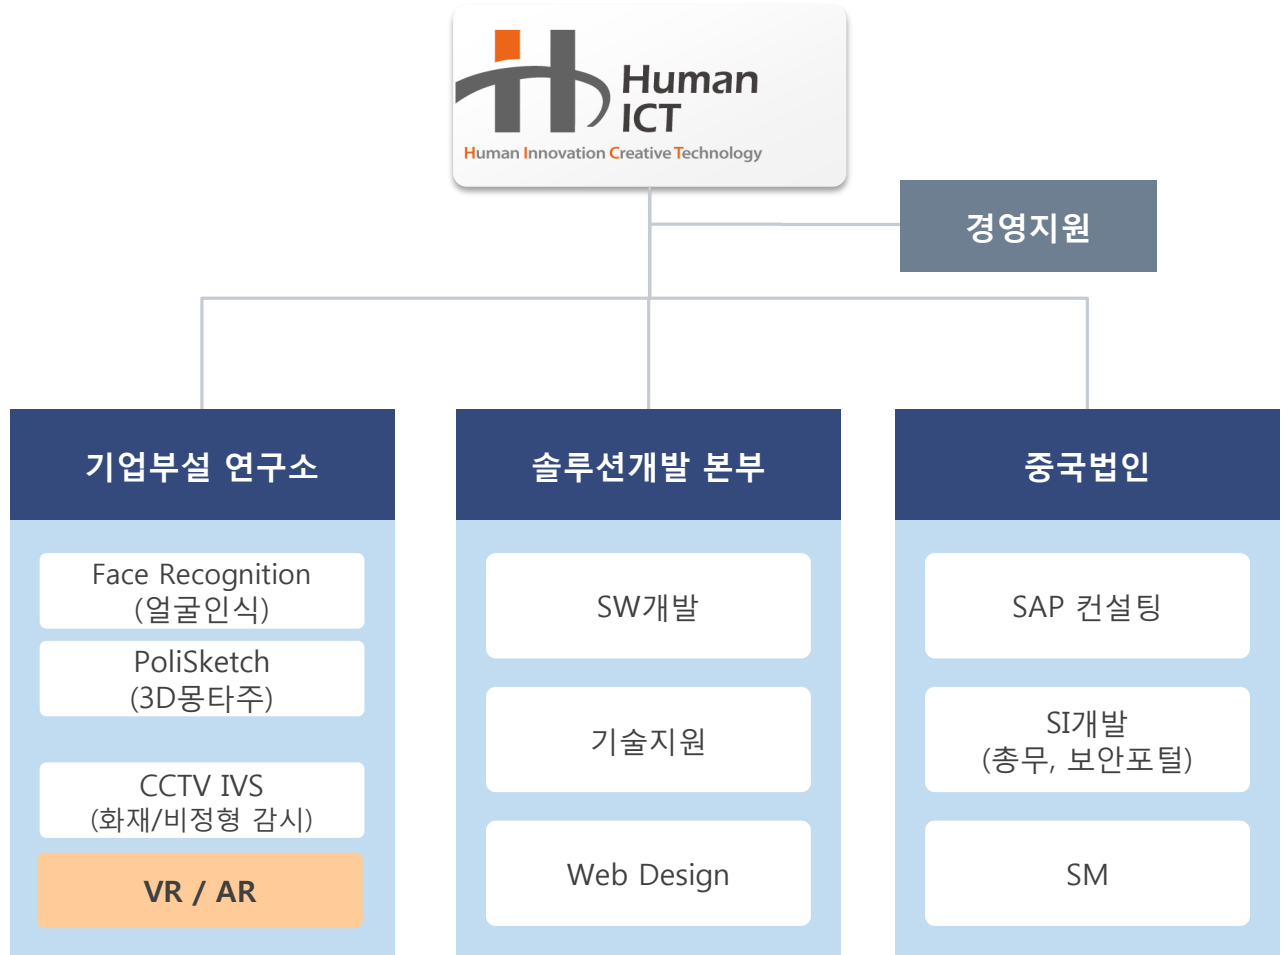 Human
ICT
Human Innovation Creative Technology
경영지원
기업부설 연구소
Face Recognition
(얼굴인식)
PoliSketch
(3D몽타주)
CCTV IVS
(화재/비정형 감시)
VR / AR
솔루션개발 본부
SW개발
기술지원
Web Design
중국법인
SAP 컨설팅
SI개발
(총무, 보안포털)
SM